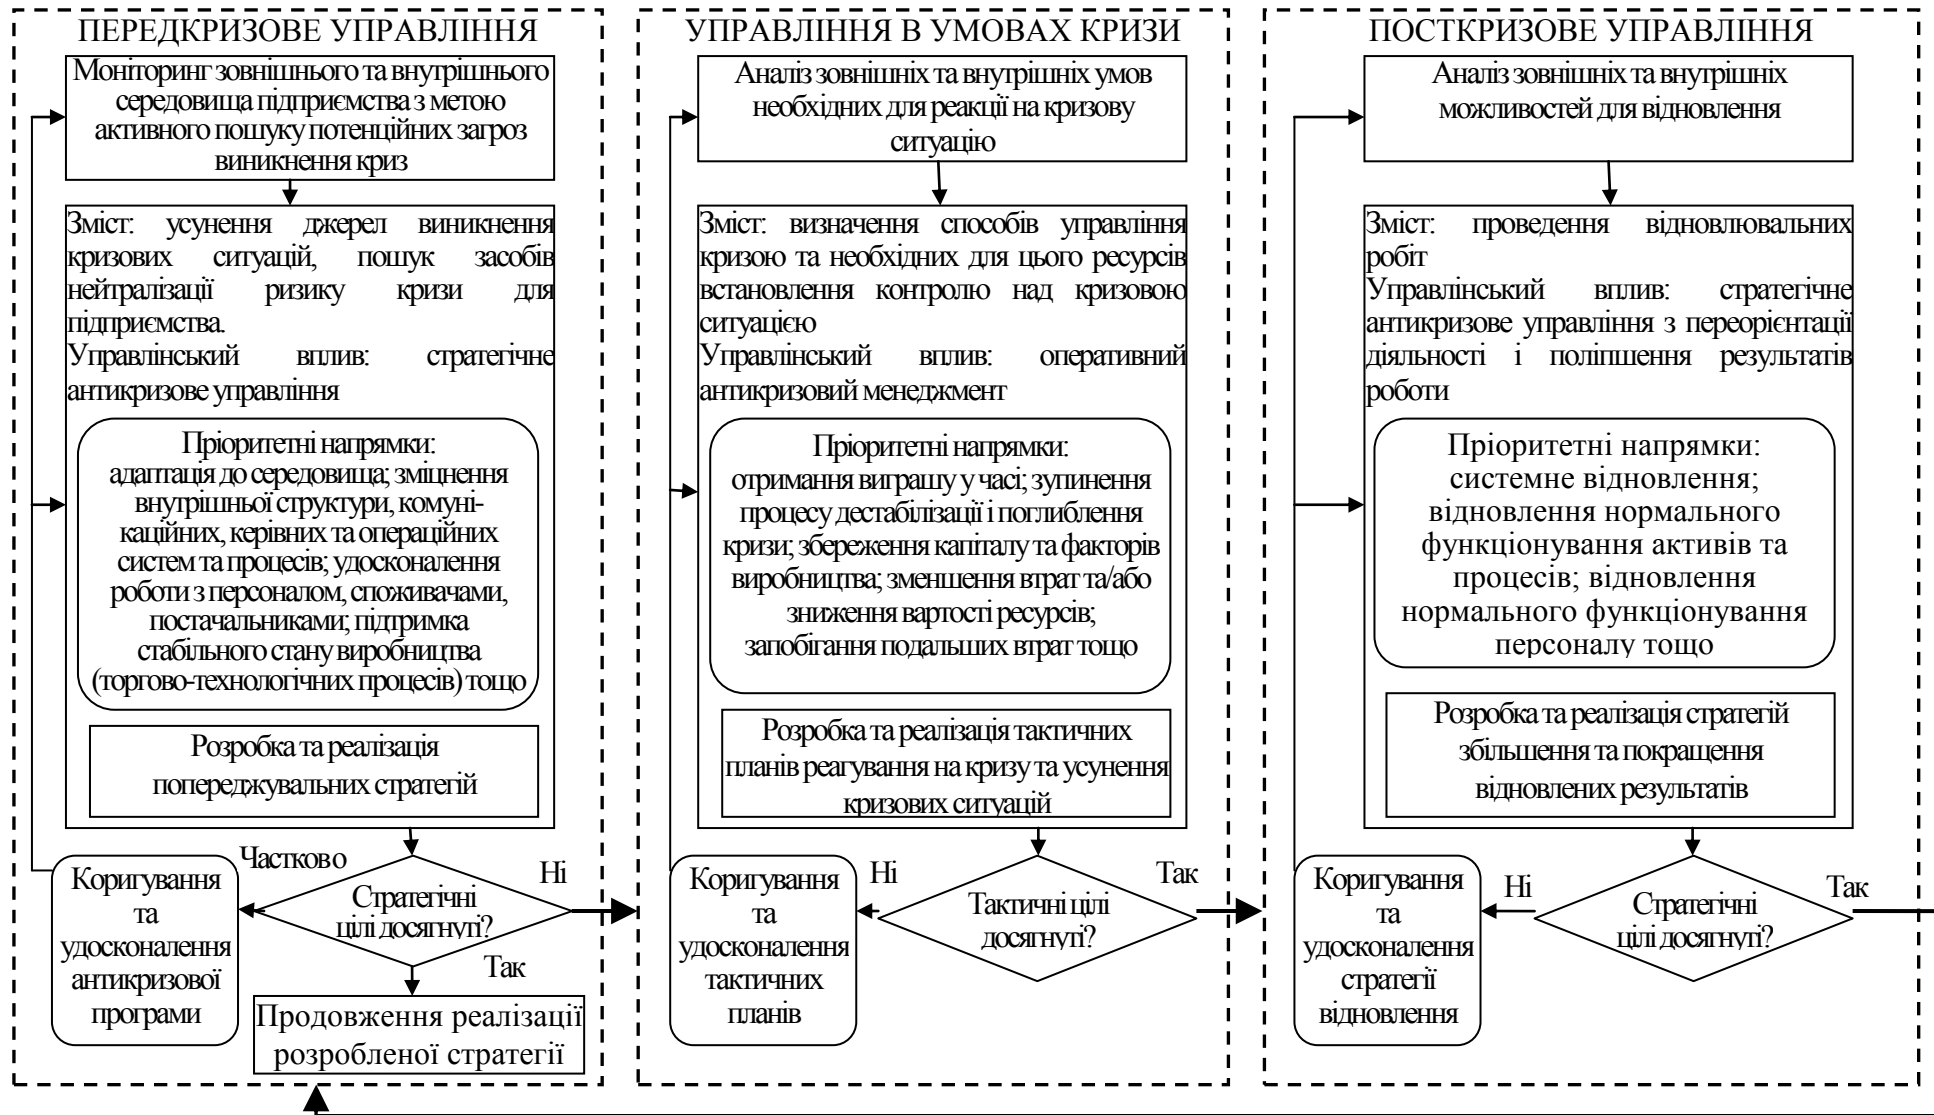 ПЕРЕДКРИЗОВЕ УПРАВЛІННЯ
Моніторинг зовнішнього та внутрішнього
середовища підприємства з метою
активного пошуку потенційних загроз
виникнення криз
Зміст: усунення джерел виникнення
кризових ситуацій, пошук засобів
нейтралізації ризику кризи для
підприємства.
Управлінський вплив: стратегічне
антикризове управління
Пріоритетні напрямки:
адаптація до середовища; зміцнення
внутрішньої структури, комуні-
каційних, керівних та операційних
систем та процесів; удосконалення
роботи з персоналом, споживачами,
постачальниками; підтримка
стабільного стану виробництва
(торгово-технологічних процесів) тощо
Розробка та реалізація
попереджувальних стратегій
Частково
Ні
Стратегічні
цілі досягнуті?
Так
Коригування
та
удосконалення
антикризової
програми
Продовження реалізації
розробленої стратегії
УПРАВЛІННЯ В УМОВАХ КРИЗИ
Аналіз зовнішніх та внутрішніх умов
необхідних для реакції на кризову
ситуацію
Зміст: визначення способів управління
кризою та необхідних для цього ресурсів
встановлення контролю над кризовою
ситуацією
Управлінський вплив: оперативний
антикризовий менеджмент
Пріоритетні напрямки:
отримання виграшу у часі; зупинення
процесу дестабілізації і поглиблення
кризи; збереження капіталу та факторів
виробництва; зменшення втрат та/або
зниження вартості ресурсів;
запобігання подальших втрат тощо
Розробка та реалізація тактичних
планів реагування на кризу та усунення
кризових ситуацій
Ні
Так
Тактичні цілі
досягнуті?
Коригування
та
удосконалення
тактичних
планів
ПОСТКРИЗОВЕ УПРАВЛІННЯ
Аналіз зовнішніх та внутрішніх
можливостей для відновлення
Зміст: проведення відновлювальних
робіт
Управлінський вплив: стратегічне
антикризове управління з переорієнтації
діяльності і поліпшення результатів
роботи
Пріоритетні напрямки:
системне відновлення;
відновлення нормального
функціонування активів та
процесів; відновлення
нормального функціонування
персоналу тощо
Розробка та реалізація стратегій
збільшення та покращення
відновлених результатів
Ні
Так
Стратегічні
цілі досягнуті?
Коригування
та
удосконалення
стратегії
відновлення